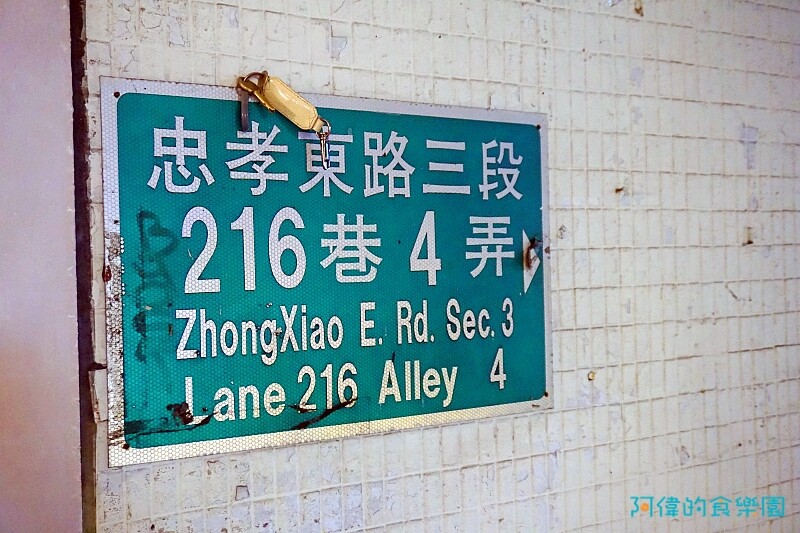 忠孝東路三段
216巷4弄
ZhongXiao E. Rd. Sec. 3
Lane 216 Alley 4
阿偉的食樂園